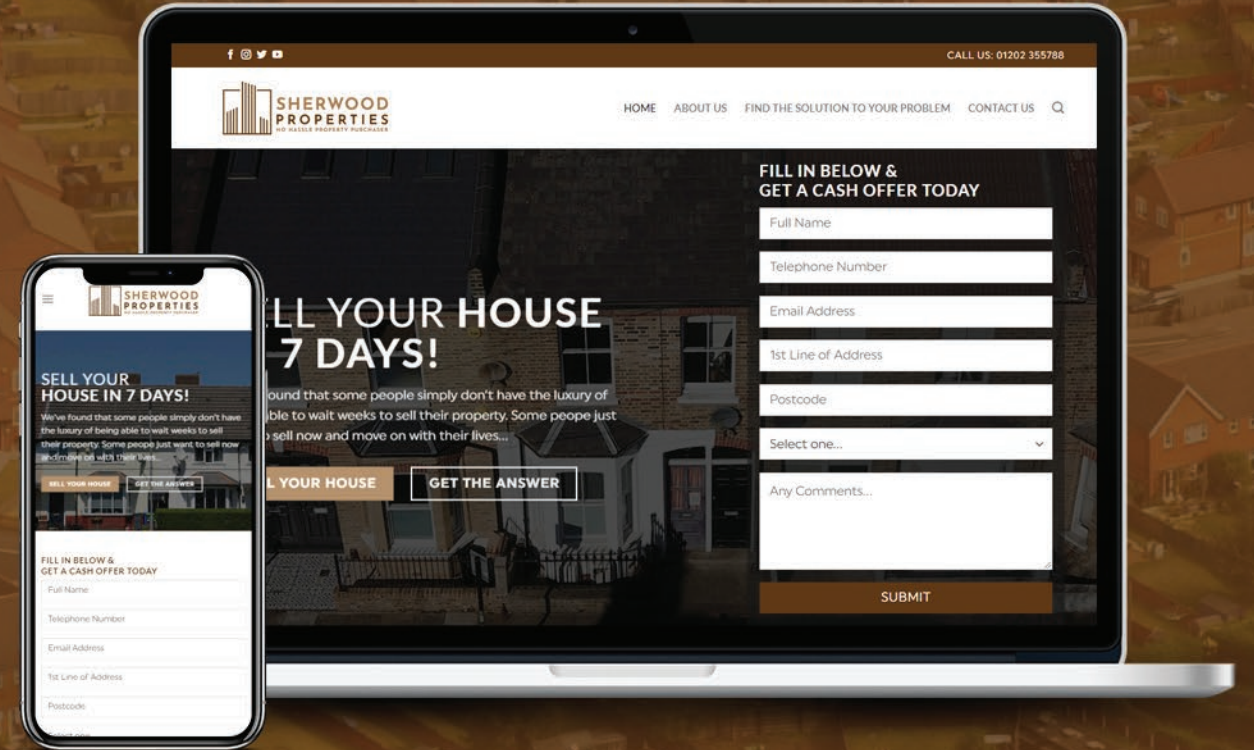 CALL US: 01202 355788
SHERWOOD
PROPERTIES
NO HASSLE PROPERTY PURCHASER
HOME ABOUT US FIND THE SOLUTION TO YOUR PROBLEM CONTACT US
LL YOUR HOUSE
7 DAYS!
ound that some people simply don't have the luxury of
ble to wait weeks to sell their property. Some peope just
o sell now and move on with their lives...
L YOUR HOUSE GET THE ANSWER
FILL IN BELOW &
GET A CASH OFFER TODAY
Full Name
Telephone Number
Email Address
1st Line of Address
Postcode
Select one...
Any Comments...
SUBMIT
SHERWOOD
PROPERTIES
NO HASSLE PROPERTY PURCHASER
SELL YOUR
HOUSE IN 7 DAYS!
We've found that some people simply don't have
the luxury of being able to wait weeks to sell
their property. Some peope just want to sell now
and move on with their lives...
SELL YOUR HOUSE GET THE ANSWER
FILL IN BELOW &
GET A CASH OFFER TODAY
Full Name
Telephone Number
Email Address
1st Line of Address
Postcode
Select one